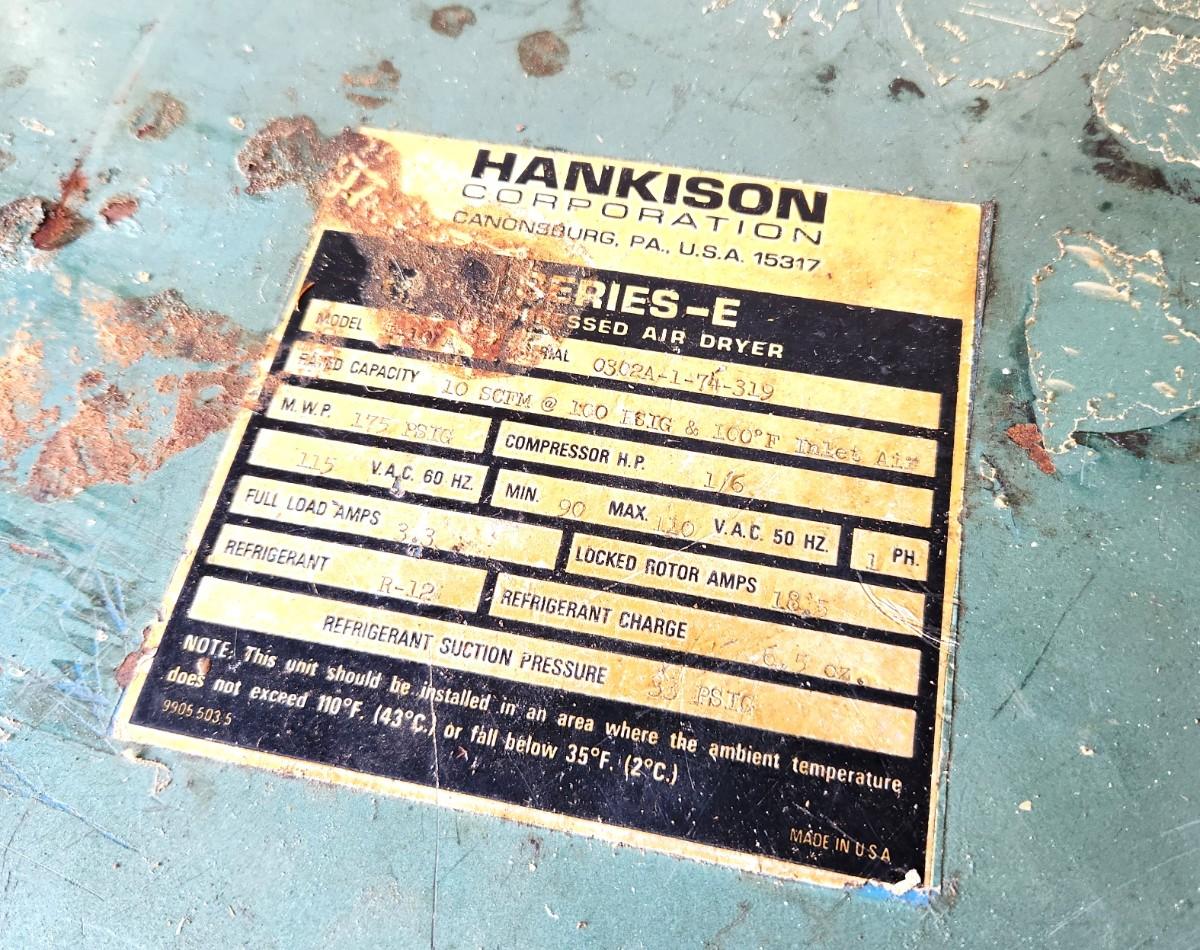 HANKISON
CORPORATION
CANONSBURG, PA., U.S.A. 15317
SERIES-E
AIR DRYER
MODEL 0302A-1-74-319
RATED CAPACITY 10 SCFM @ 100 PSIG & 100°F Inlet Air
M.W.P. 175 PSIG COMPRESSOR H.P. 1/6
115 V.A.C. 60 HZ. MIN. 90 MAX. 110 V.A.C. 50 HZ. 1 PH.
FULL LOAD AMPS 3.3 LOCKED ROTOR AMPS 18.5
REFRIGERANT R-12 REFRIGERANT CHARGE 6.5 oz.
REFRIGERANT SUCTION PRESSURE 33 PSIG
NOTE: This unit should be installed in an area where the ambient temperature
does not exceed 110°F. (43°C.) or fall below 35°F. (2°C.)
9905.503.5
MADE IN U S A